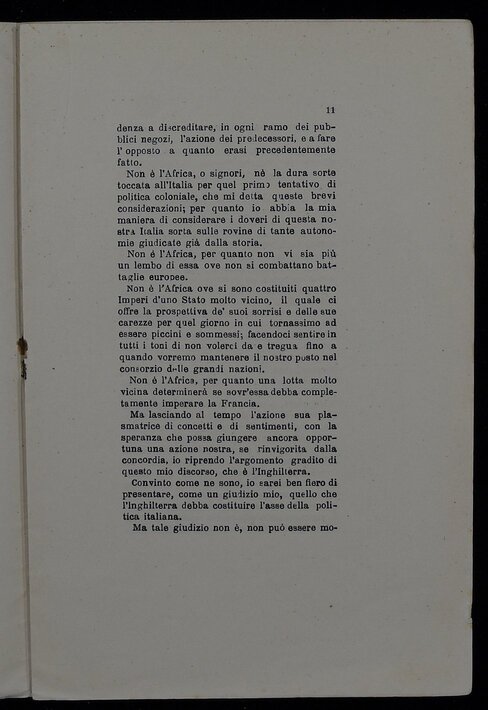 11
denza a discreditare, in ogni ramo dei pub-
blici negozi, l'azione dei predecessori, e a fare
l'opposto a quanto erasi precedentemente
fatto.
Non è l'Africa, o signori, nè la dura sorte
toccata all'Italia per quel primo tentativo di
politica coloniale, che mi detta queste brevi
considerazioni; per quanto io abbia la mia
maniera di considerare i doveri di questa no-
stra Italia sorta sulle rovine di tante autono-
mie giudicate già dalla storia.
Non è l'Africa, per quanto non vi sia più
un lembo di essa ove non si combattano bat-
taglie europee.
Non è l'Africa ove si sono costituiti quattro
Imperi d'uno Stato molto vicino, il quale ci
offre la prospettiva de' suoi sorrisi e delle sue
carezze per quel giorno in cui tornassimo ad
essere piccini e sommessi; facendoci sentire in
tutti i toni di non volerci da e tregua fino a
quando vorremo mantenere il nostro posto nel
consorzio delle grandi nazioni.
Non è l'Africa, per quanto una lotta molto
vicina determinerà se sovr'essa debba comple-
tamente imperare la Francia.
Ma lasciando al tempo l'azione sua pla-
smatrice di concetti e di sentimenti, con la
speranza che possa giungere ancora oppor-
tuna una azione nostra, se rinvigorita dalla
concordia, io riprendo l'argomento gradito di
questo mio discorso, che è l'Inghilterra.
Convinto come ne sono, io sarei ben fiero di
presentare, come un giudizio mio, quello che
l'Inghilterra debba costituire l'asse della poli-
tica italiana.
Ma tale giudizio non è, non può essere mo-